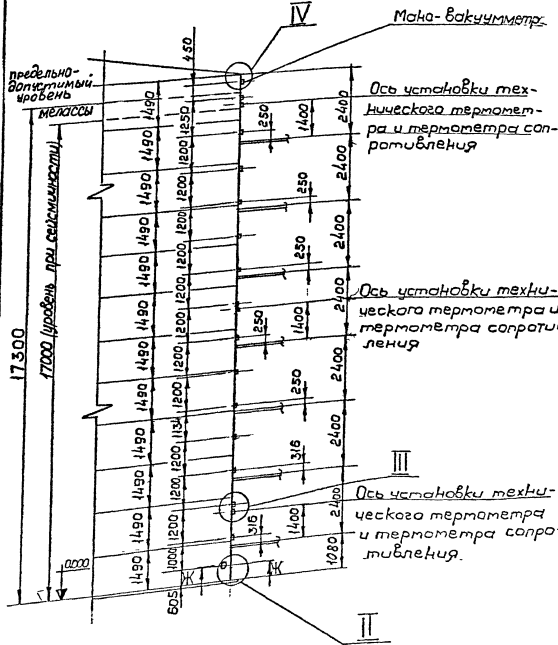 IV
Мано-вакуумметр.
450
предельно-
допустимый
уровень
мелассы
Ось установки тех-
нического термомет-
ра и термометра соп-
ротивления
17300
17000 (уровень при сейсмичности)
1490
1490
1490
1490
1490
1490
1490
1490
1490
1490
1490
1250
1200
1200
1200
1200
1200
1200
1200
1134
1200
1200
1200
1000
605
250
250
250
250
250
316
316
1400
1400
1400
2400
2400
2400
2400
2400
2400
2400
1080
Ось установки техни-
ческого термометра и
термометра сопроти-
вления
III
Ось установки техни-
ческого термометра
и термометра сопро-
тивления.
0.000
Ж
Ж
II